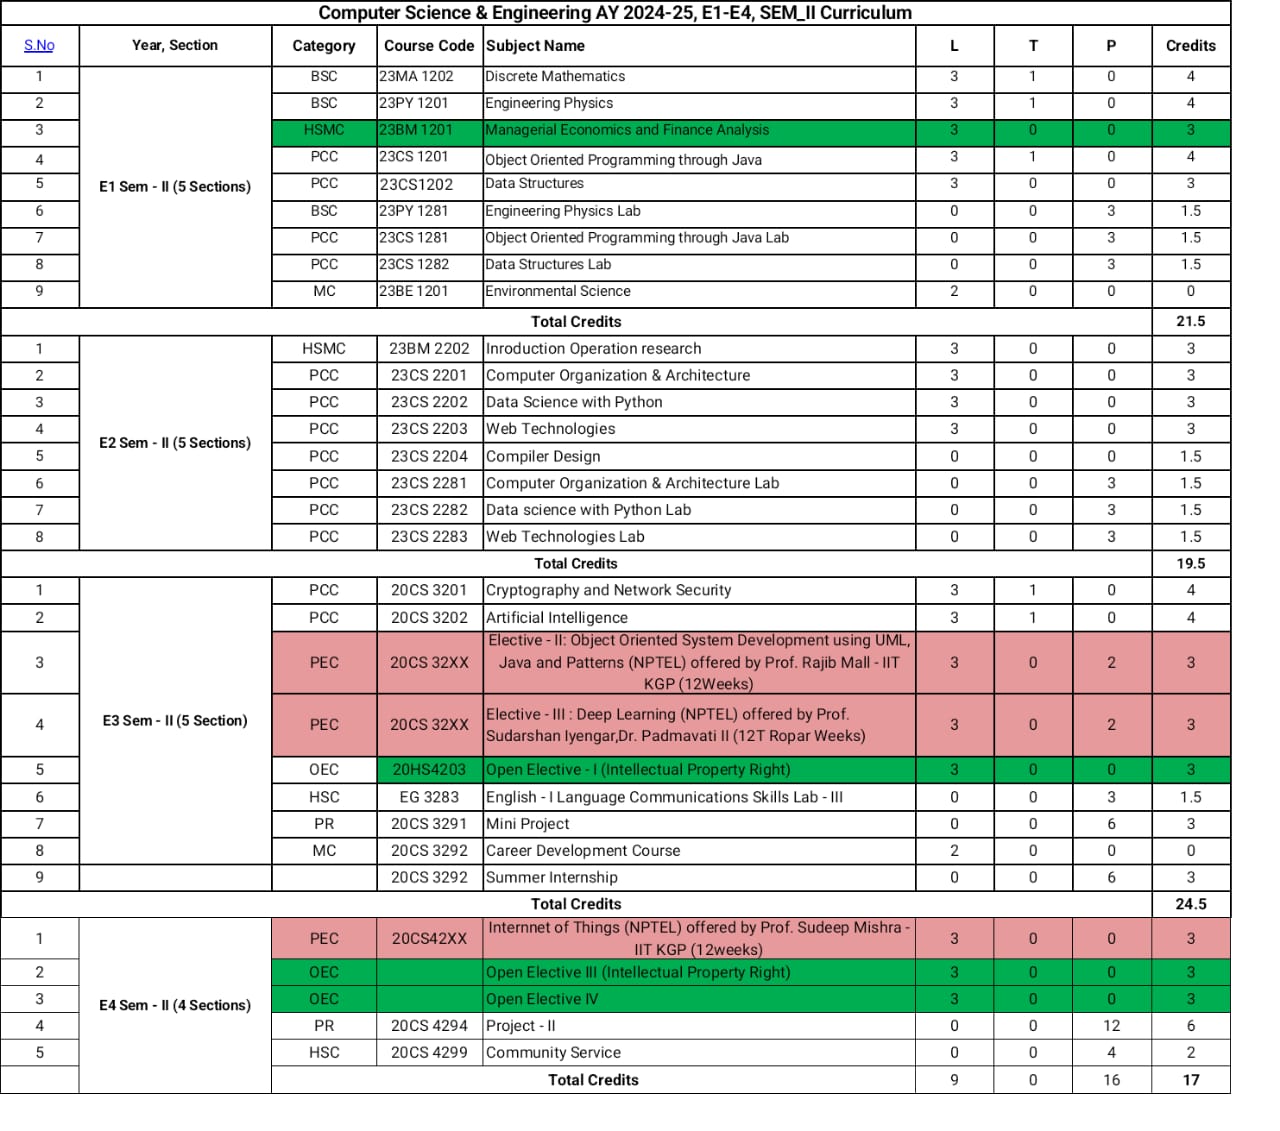 Computer Science & Engineering AY 2024-25, E1-E4, SEM_II Curriculum
S.No Year, Section Category Course Code Subject Name L T P Credits
1 BSC 23MA 1202 Discrete Mathematics 3 1 0 4
2 BSC 23PY 1201 Engineering Physics 3 1 0 4
3 HSMC 23BM 1201 Managerial Economics and Finance Analysis 3 0 0 3
4 PCC 23CS 1201 Object Oriented Programming through Java 3 1 0 4
E1 Sem - II (5 Sections)
5 PCC 23CS1202 Data Structures 3 0 0 3
6 BSC 23PY 1281 Engineering Physics Lab 0 0 3 1.5
7 PCC 23CS 1281 Object Oriented Programming through Java Lab 0 0 3 1.5
8 PCC 23CS 1282 Data Structures Lab 0 0 3 1.5
9 MC 23BE 1201 Environmental Science 2 0 0 0
Total Credits 21.5
1 HSMC 23BM 2202 Inroduction Operation research 3 0 0 3
2 PCC 23CS 2201 Computer Organization & Architecture 3 0 0 3
3 PCC 23CS 2202 Data Science with Python 3 0 0 3
4 PCC 23CS 2203 Web Technologies 3 0 0 3
E2 Sem - II (5 Sections)
5 PCC 23CS 2204 Compiler Design 0 0 0 1.5
6 PCC 23CS 2281 Computer Organization & Architecture Lab 0 0 3 1.5
7 PCC 23CS 2282 Data science with Python Lab 0 0 3 1.5
8 PCC 23CS 2283 Web Technologies Lab 0 0 3 1.5
Total Credits 19.5
1 PCC 20CS 3201 Cryptography and Network Security 3 1 0 4
2 PCC 20CS 3202 Artificial Intelligence 3 1 0 4
Elective - II: Object Oriented System Development using UML,
3 PEC 20CS 32XX Java and Patterns (NPTEL) offered by Prof. Rajib Mall - IIT 3 0 2 3
KGP (12Weeks)
E3 Sem - II (5 Section)
Elective - III : Deep Learning (NPTEL) offered by Prof.
4 PEC 20CS 32XX 3 0 2 3
Sudarshan Iyengar,Dr. Padmavati II (12T Ropar Weeks)
5 OEC 20HS4203 Open Elective - I (Intellectual Property Right) 3 0 0 3
6 HSC EG 3283 English - I Language Communications Skills Lab - III 0 0 3 1.5
7 PR 20CS 3291 Mini Project 0 0 6 3
8 MC 20CS 3292 Career Development Course 2 0 0 0
9 20CS 3292 Summer Internship 0 0 6 3
Total Credits 24.5
Internnet of Things (NPTEL) offered by Prof. Sudeep Mishra -
1 PEC 20CS42XX 3 0 0 3
IIT KGP (12weeks)
2 OEC Open Elective III (Intellectual Property Right) 3 0 0 3
3 OEC Open Elective IV 3 0 0 3
E4 Sem - II (4 Sections)
4 PR 20CS 4294 Project - II 0 0 12 6
5 HSC 20CS 4299 Community Service 0 0 4 2
Total Credits 9 0 16 17